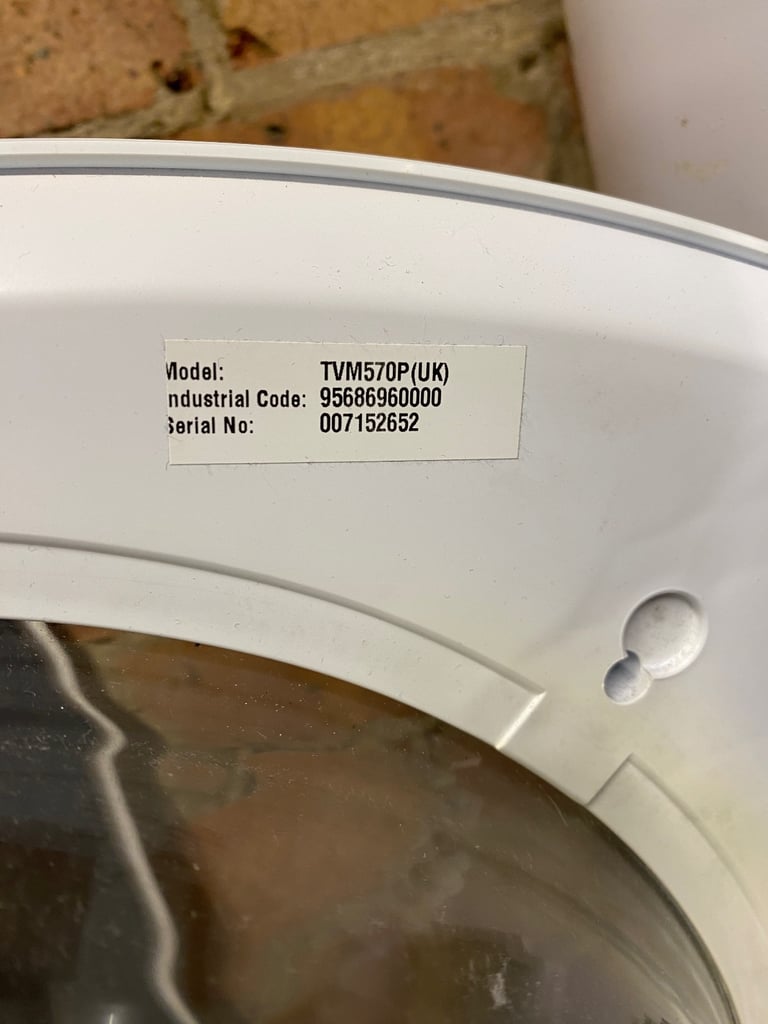 Model: TVM570P(UK)
Industrial Code: 95686960000
Serial No: 007152652